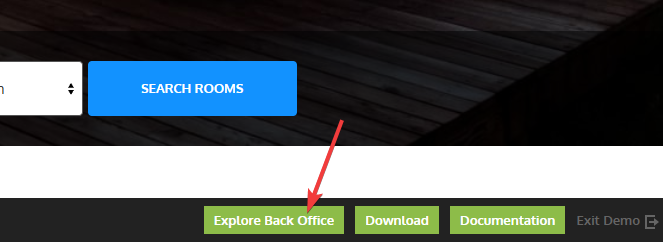 SEARCH ROOMS
Explore Back Office Download Documentation Exit Demo